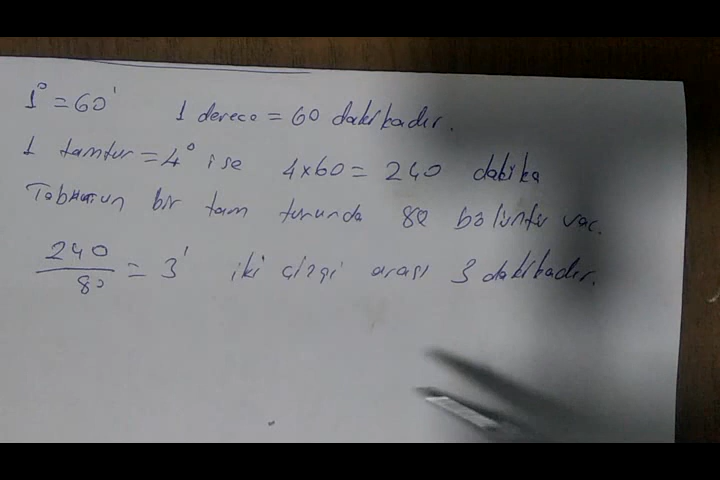 1° = 60' 1 derece = 60 dakikadır.
1 tamtur = 4° ise 4x60 = 240 dakika
bir tam turunda 80 bölüntü var.
240/80 = 3' iki çizgi arası 3 dakikadır.